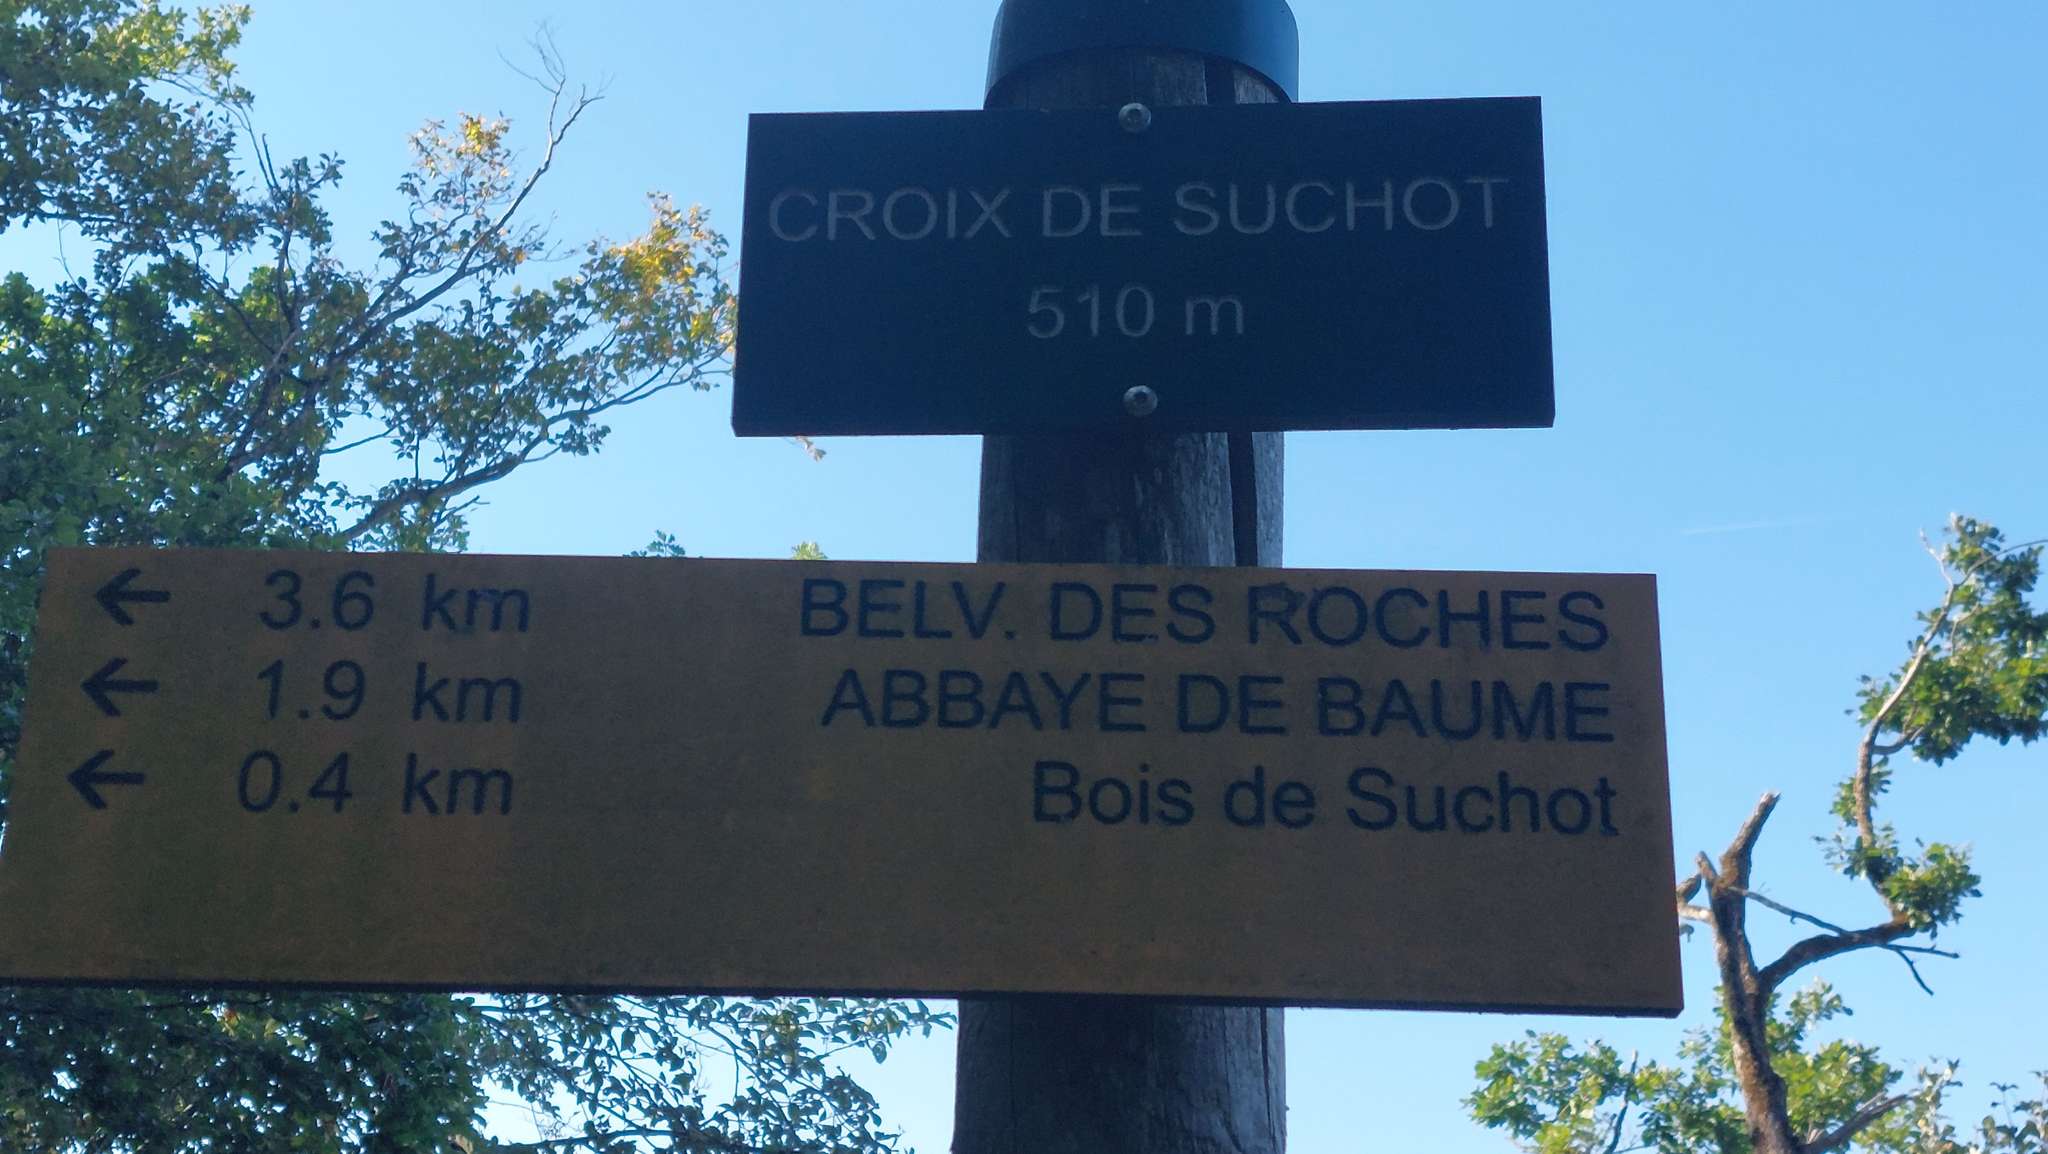 CROIX DE SUCHOT
510 m
← 3.6 km BELV. DES ROCHES
← 1.9 km ABBAYE DE BAUME
← 0.4 km Bois de Suchot